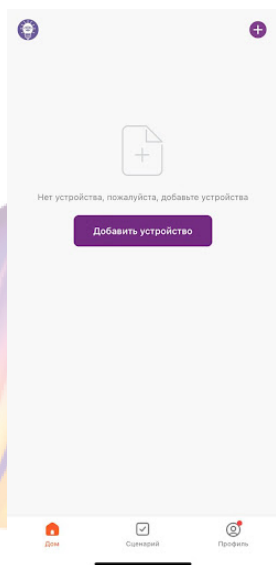 Нет устройства, пожалуйста, добавьте устройства
Добавить устройство
Дом
Сценарий
Профиль